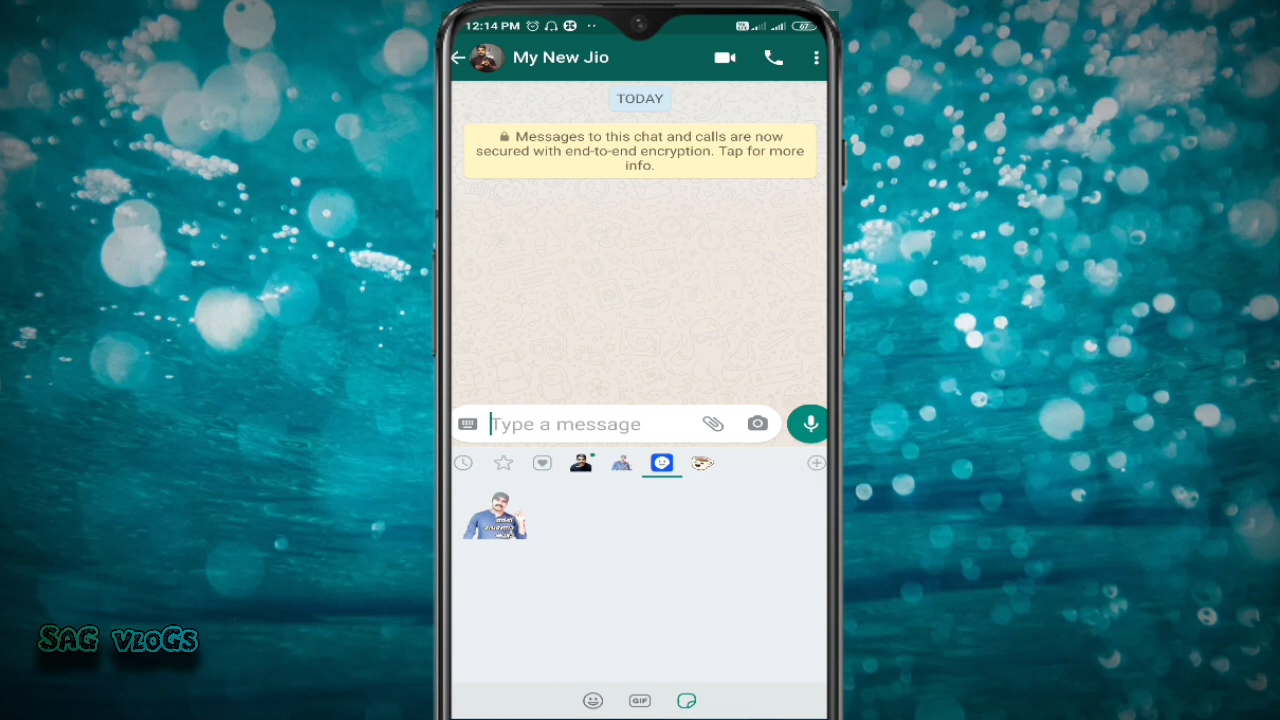 12:14 PM
67
My New Jio
TODAY
Messages to this chat and calls are now
secured with end-to-end encryption. Tap for more
info.
Type a message
GIF
SAG VLOGS